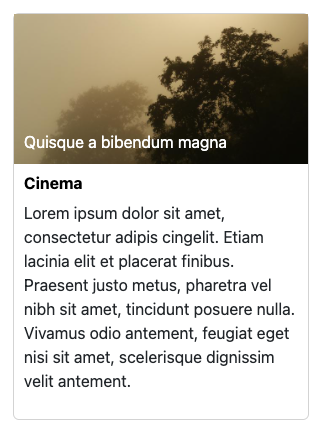 Quisque a bibendum magna
Cinema
Lorem ipsum dolor sit amet,
consectetur adipis cingelit. Etiam
lacinia elit et placerat finibus.
Praesent justo metus, pharetra vel
nibh sit amet, tincidunt posuere nulla.
Vivamus odio antement, feugiat eget
nisi sit amet, scelerisque dignissim
velit antement.